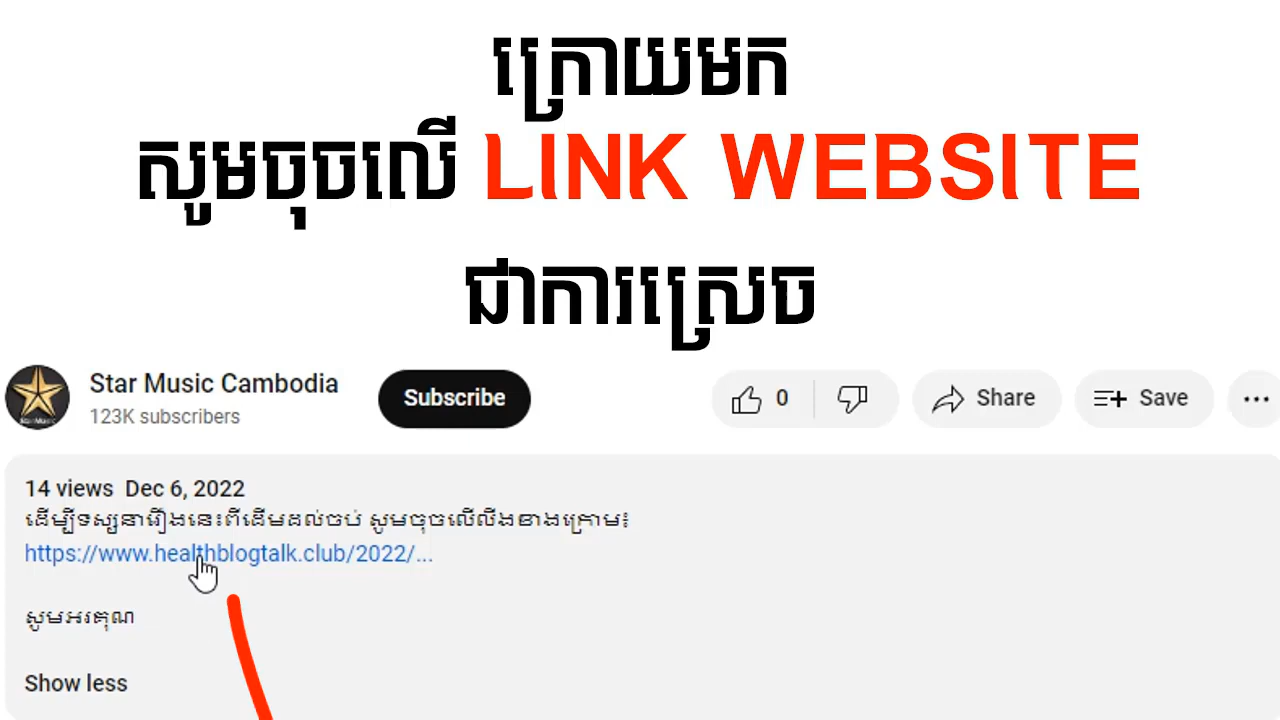 ក្រោយមក
សូមចុចលើ LINK WEBSITE
ជាការស្រេច
Star Music Cambodia
123K subscribers
Subscribe
0
Share
Save
14 views Dec 6, 2022
ដើម្បីទស្សនារឿងនេះពីដើមដល់ចប់ សូមចុចលើលីងខាងក្រោម៖
https://www.healthblogtalk.club/2022/...
សូមអរគុណ
Show less